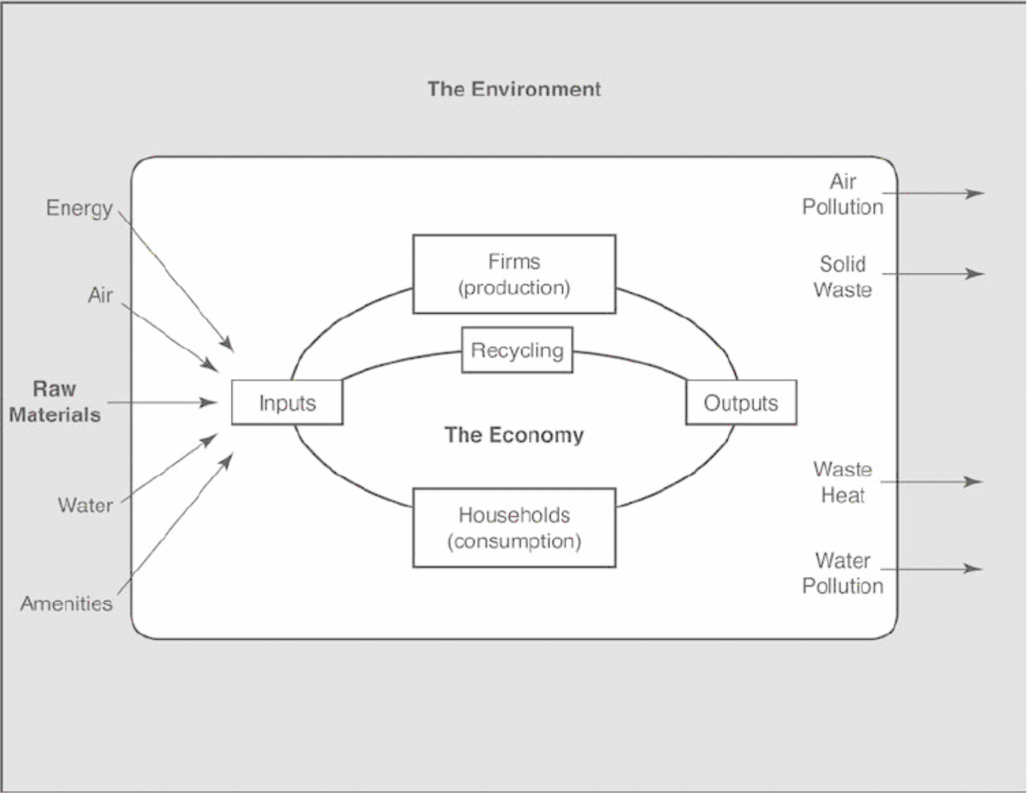 The Environment
Energy
Air
Raw
Materials
Water
Amenities
Firms
(production)
Recycling
Inputs
Outputs
The Economy
Households
(consumption)
Air
Pollution
Solid
Waste
Waste
Heat
Water
Pollution